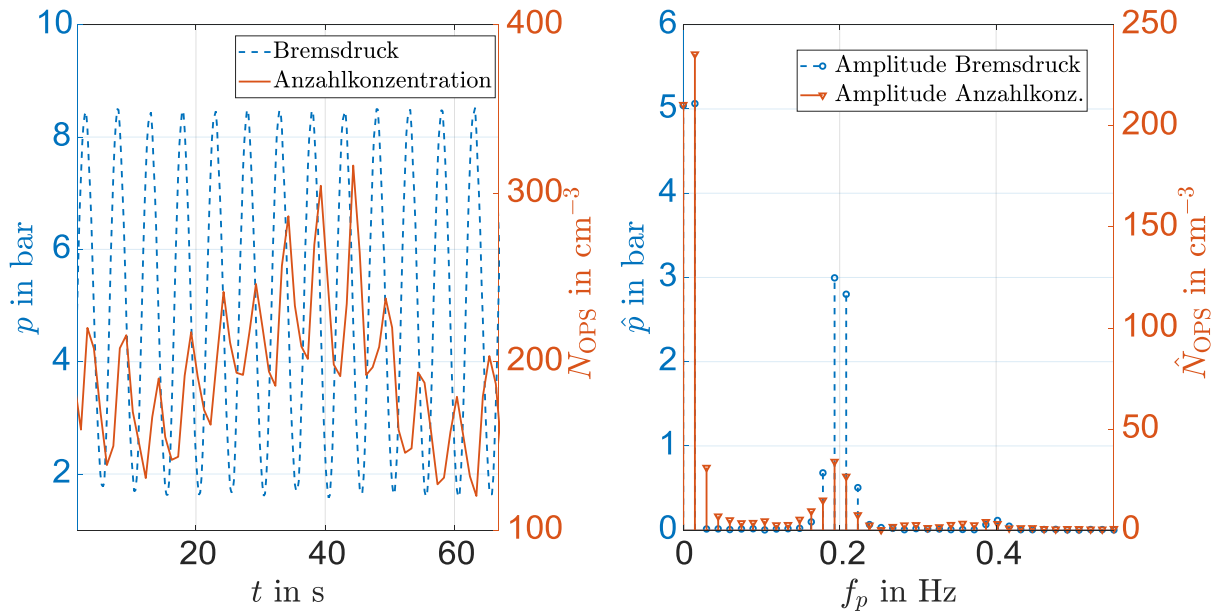 10
8
6
4
2
p in bar
Bremsdruck
Anzahlkonzentration
400
300
200
100
N_OPS in cm⁻³
20
40
60
t in s
6
5
4
3
2
1
0
p̂ in bar
Amplitude Bremsdruck
Amplitude Anzahlkonz.
250
200
150
100
50
0
N̂_OPS in cm⁻³
0
0.2
0.4
f_p in Hz